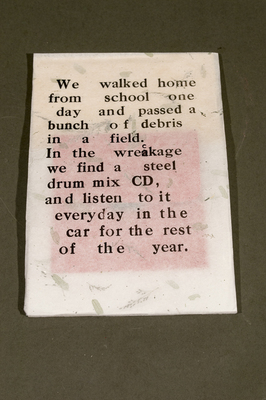 We walked home
from school one
day and passed a
bunch of debris
in a field.
In the wreckage
we find a steel
drum mix CD,
and listen to it
everyday in the
car for the rest
of the year.